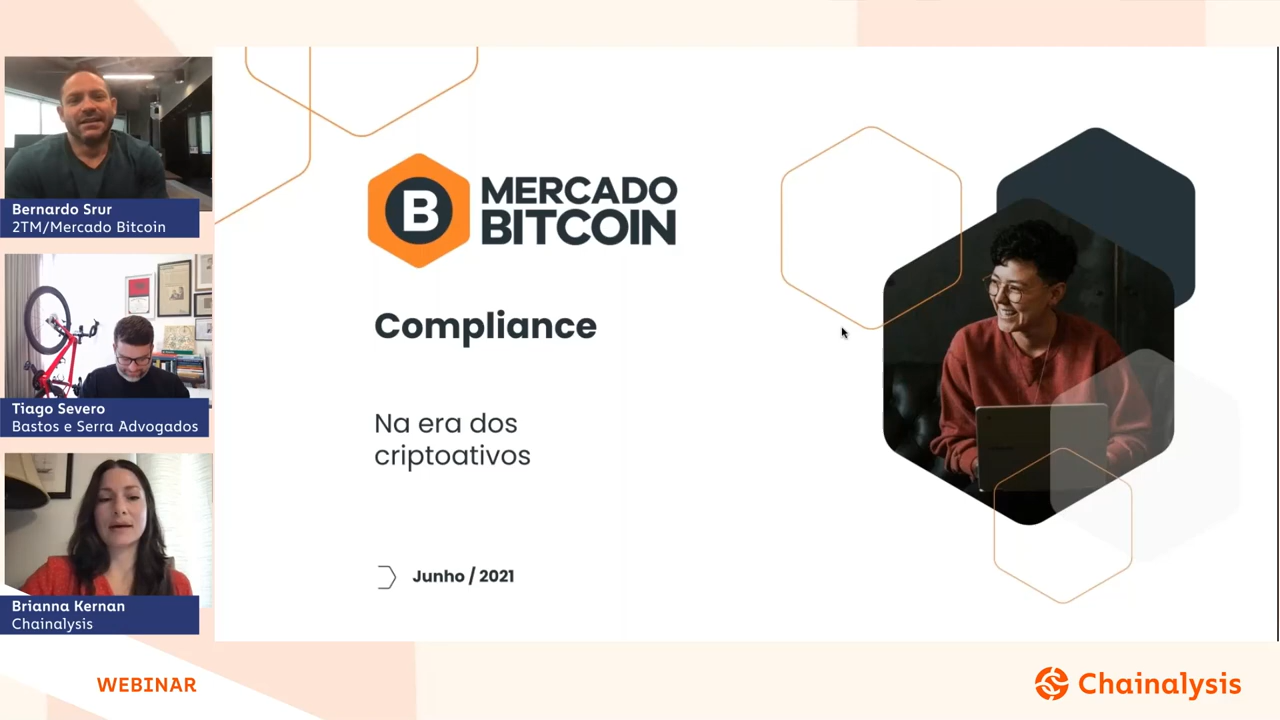 Bernardo Srur
2TM/Mercado Bitcoin
Tiago Severo
Bastos e Serra Advogados
Brianna Kernan
Chainalysis
B
MERCADO
BITCOIN
Compliance
Na era dos
criptoativos
Junho / 2021
WEBINAR
Chainalysis